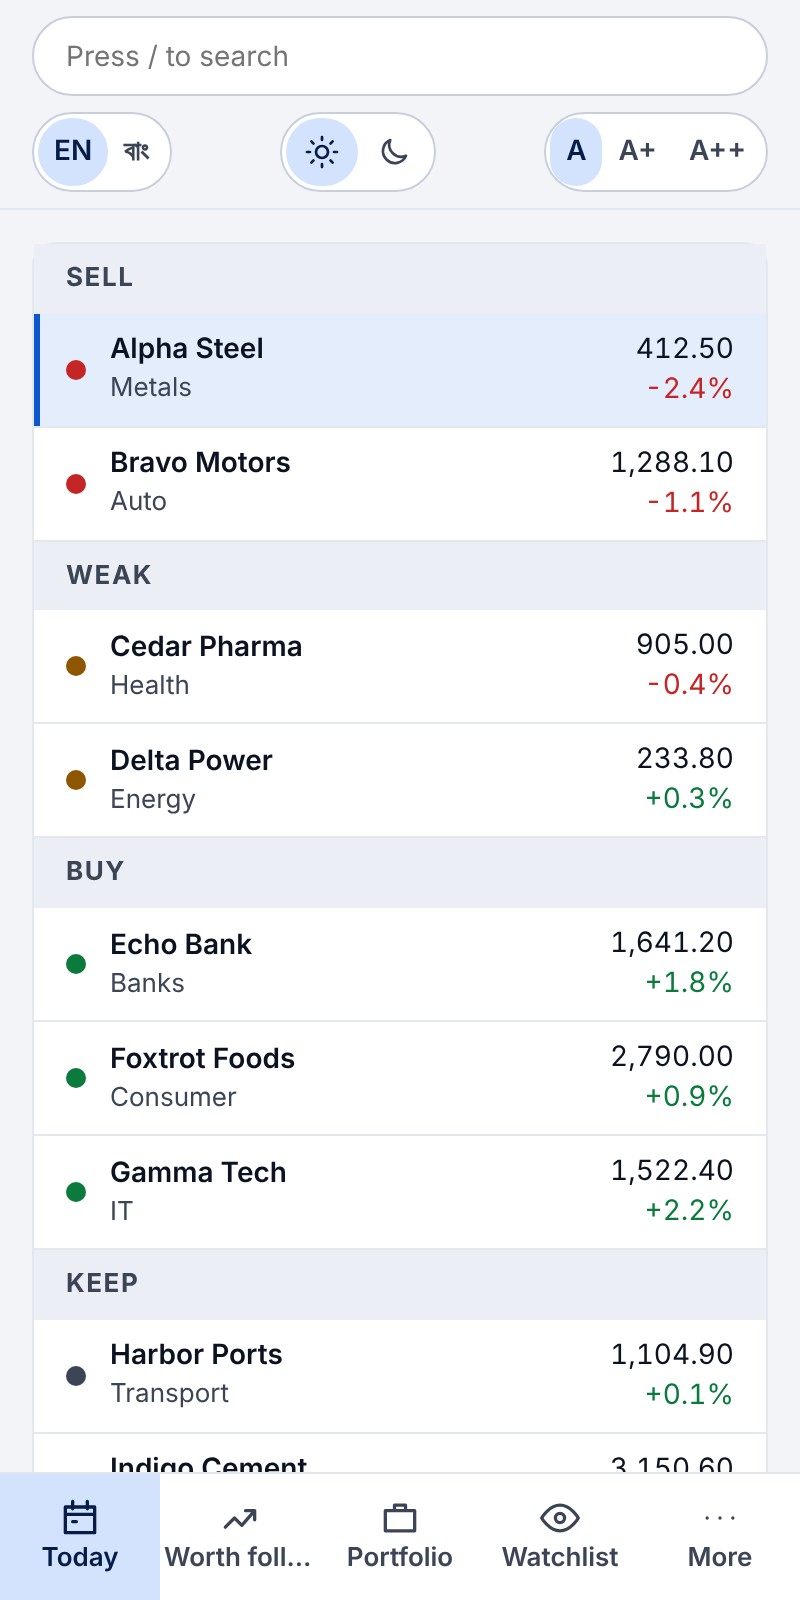 Press / to search
EN বাং A A+ A++
SELL
Alpha Steel 412.50
Metals -2.4%
Bravo Motors 1,288.10
Auto -1.1%
WEAK
Cedar Pharma 905.00
Health -0.4%
Delta Power 233.80
Energy +0.3%
BUY
Echo Bank 1,641.20
Banks +1.8%
Foxtrot Foods 2,790.00
Consumer +0.9%
Gamma Tech 1,522.40
IT +2.2%
KEEP
Harbor Ports 1,104.90
Transport +0.1%
Indigo Cement 3,150.60
Today Worth foll... Portfolio Watchlist More